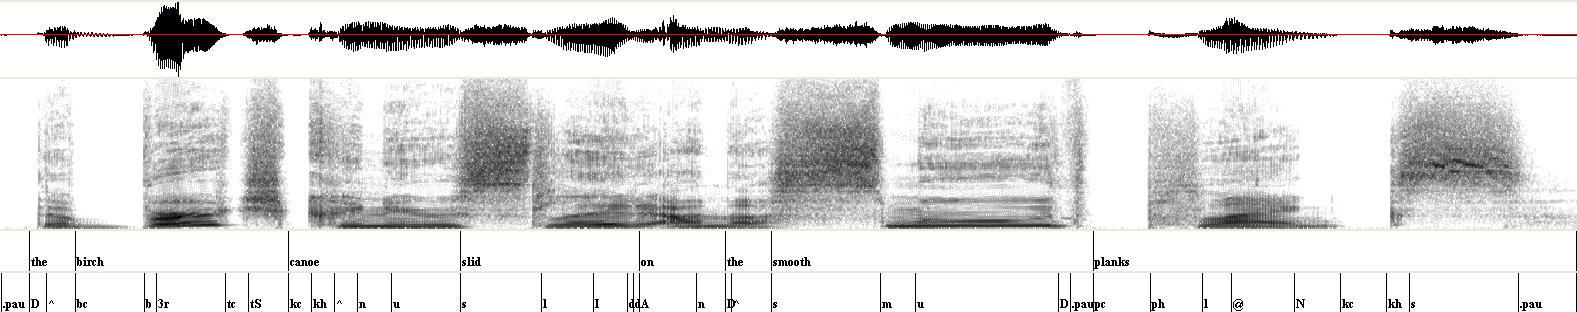 the birch canoe slid on the smooth planks
.pau D ^ bc b 3r tc tS kc kh ^ n u s l I d dA n D^ s m u D .pau pc ph l @ N kc kh s .pau